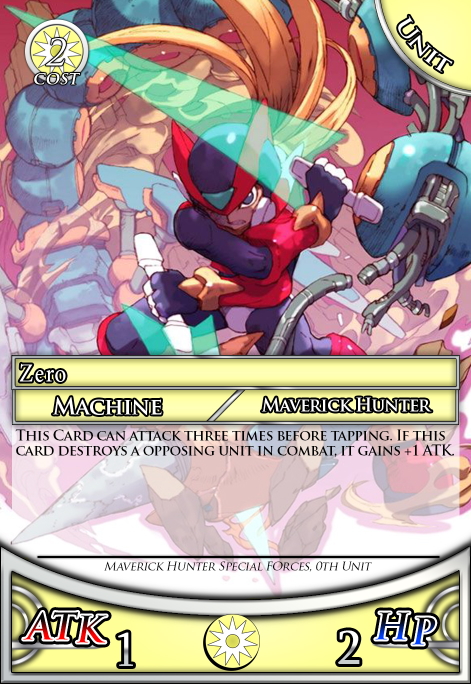 2
COST
UNIT
Zero
MACHINE / MAVERICK HUNTER
THIS CARD CAN ATTACK THREE TIMES BEFORE TAPPING. IF THIS
CARD DESTROYS A OPPOSING UNIT IN COMBAT, IT GAINS +1 ATK.
MAVERICK HUNTER SPECIAL FORCES, 0TH UNIT
ATK 1 2 HP